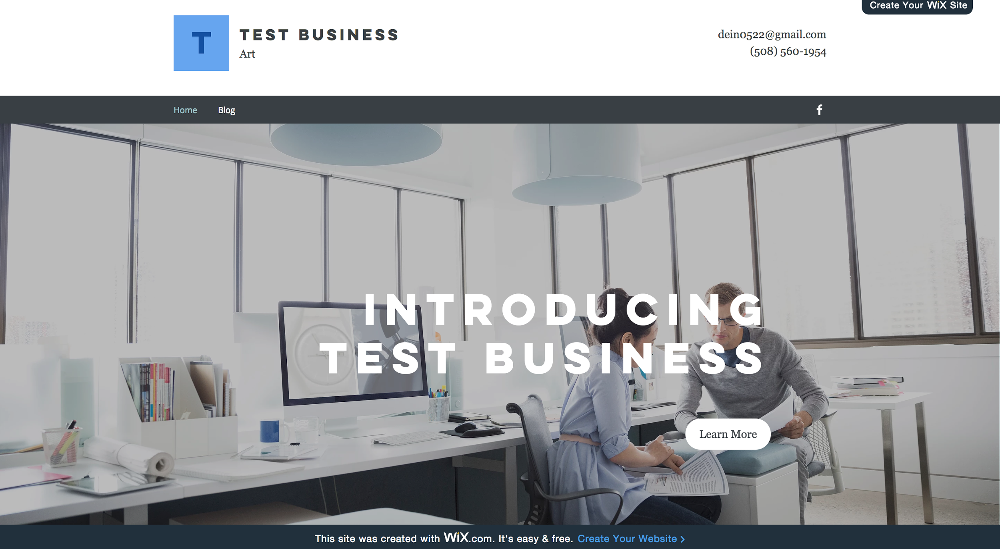 Create Your WiX Site
T
TEST BUSINESS
Art
dein0522@gmail.com
(508) 560-1954
Home
Blog
f
INTRODUCING
TEST BUSINESS
Learn More
This site was created with WiX.com. It's easy & free. Create Your Website >